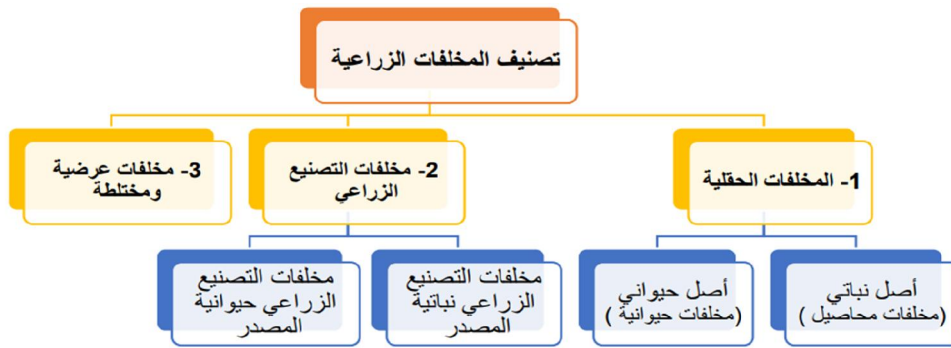 تصنيف المخلفات الزراعية
1- المخلفات الحقلية
2- مخلفات التصنيع
الزراعي
3- مخلفات عرضية
ومختلطة
أصل نباتي
(مخلفات محاصيل )
أصل حيواني
(مخلفات حيوانية )
مخلفات التصنيع
الزراعي نباتية
المصدر
مخلفات التصنيع
الزراعي حيوانية
المصدر